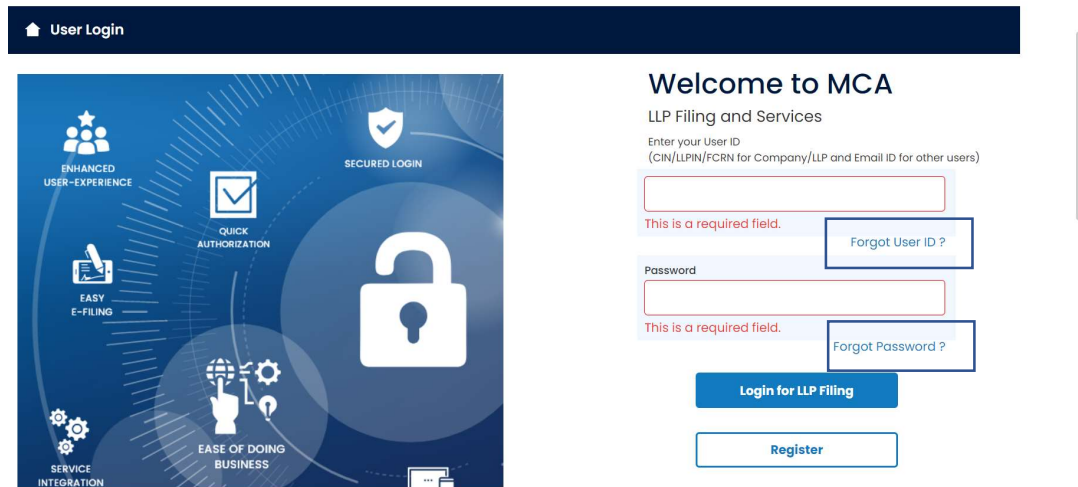 User Login
ENHANCED
USER-EXPERIENCE
SECURED LOGIN
QUICK
AUTHORIZATION
EASY
E-FILING
EASE OF DOING
BUSINESS
SERVICE
INTEGRATION
Welcome to MCA
LLP Filing and Services
Enter your User ID
(CIN/LLPIN/FCRN for Company/LLP and Email ID for other users)
This is a required field.
Forgot User ID ?
Password
This is a required field.
Forgot Password ?
Login for LLP Filing
Register